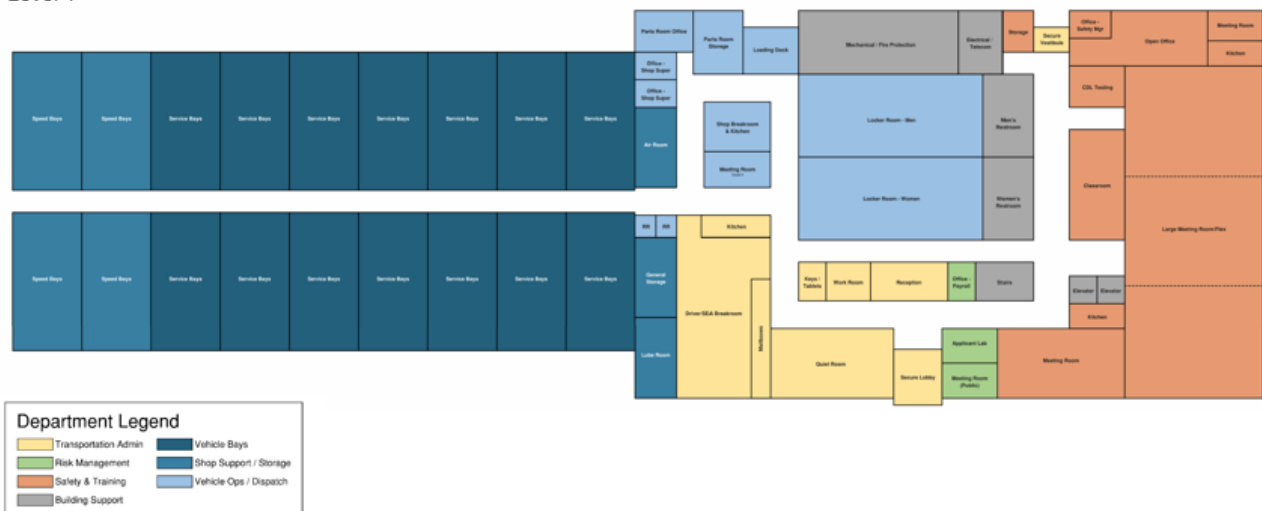 Parts Room Office
Parts Room
Storage
Loading Dock
Mechanical / Fire Protection
Electrical /
Telecom
Storage
Secure
Vestibule
Office -
Safety Mgr
Open Office
Meeting Room
Kitchen
Office -
Shop Super
Office -
Shop Super
CDL Testing
Speed Bays
Speed Bays
Service Bays
Service Bays
Service Bays
Service Bays
Service Bays
Service Bays
Service Bays
Air Room
Shop Breakroom
& Kitchen
Meeting Room
Locker Room - Men
Men's
Restroom
Classroom
Locker Room - Women
Women's
Restroom
Large Meeting Room/Flex
RR
RR
Kitchen
Speed Bays
Speed Bays
Service Bays
Service Bays
Service Bays
Service Bays
Service Bays
Service Bays
Service Bays
General
Storage
Keys /
Tablets
Work Room
Reception
Office -
Payroll
Stairs
Elevator
Elevator
Kitchen
Driver/SEA Breakroom
Mailboxes
Lube Room
Quiet Room
Secure Lobby
Applicant Lab
Meeting Room
(Public)
Meeting Room
Department Legend
Transportation Admin
Risk Management
Safety & Training
Building Support
Vehicle Bays
Shop Support / Storage
Vehicle Ops / Dispatch